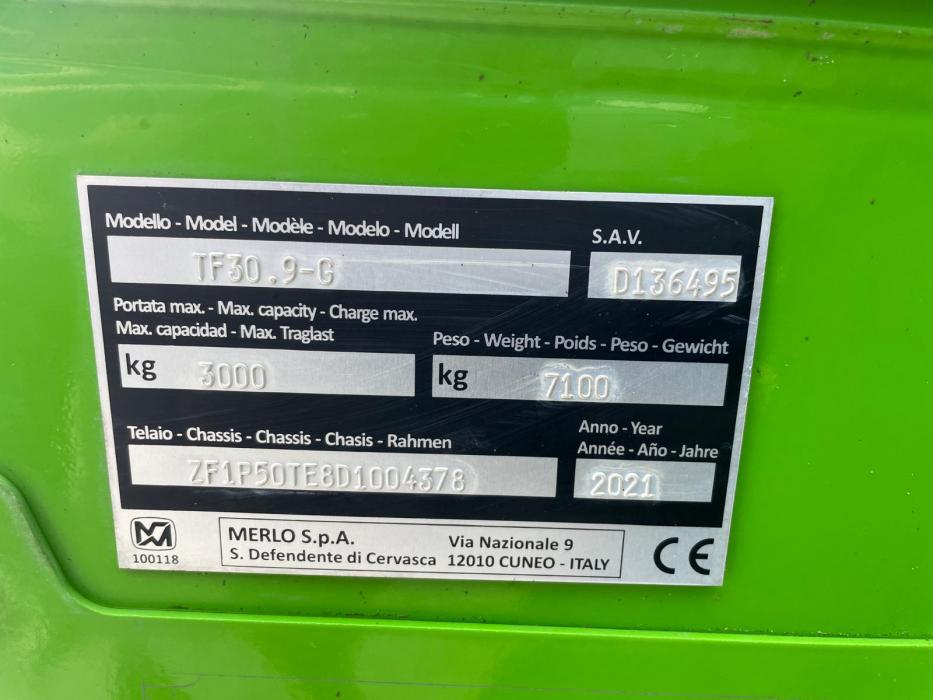 Modello - Model - Modèle - Modelo - Modell
S.A.V.
TF30.9-G
D136495
Portata max. - Max. capacity - Charge max.
Max. capacidad - Max. Traglast
Peso - Weight - Poids - Peso - Gewicht
kg 3000
kg 7100
Telaio - Chassis - Chassis - Chasis - Rahmen
Anno - Year
Année - Año - Jahre
ZF1P50TE8D1004378
2021
100118
MERLO S.p.A.
S. Defendente di Cervasca
Via Nazionale 9
12010 CUNEO - ITALY
CE